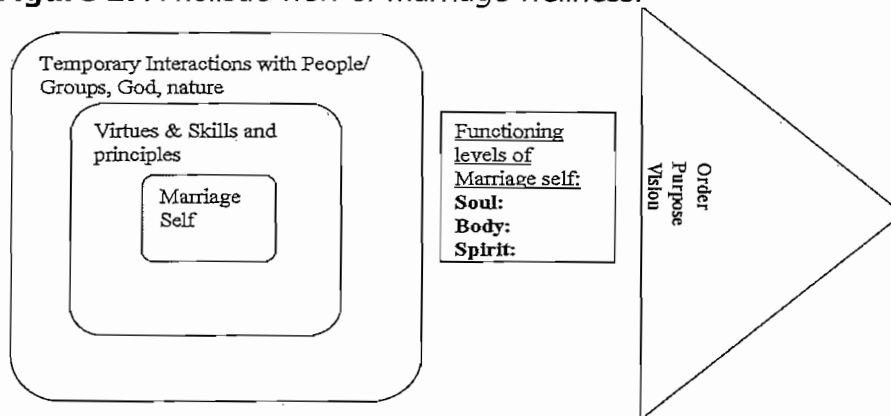 Temporary Interactions with People/
Groups, God, nature
Virtues & Skills and
principles
Marriage
Self
Functioning
levels of
Marriage self:
Soul:
Body:
Spirit:
Order
Purpose
Vision